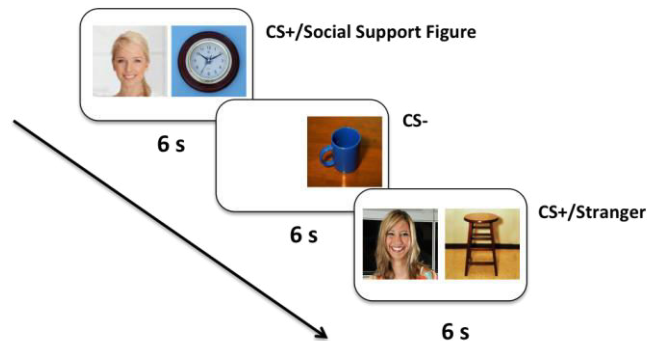 CS+/Social Support Figure
6 s
CS-
6 s
CS+/Stranger
6 s